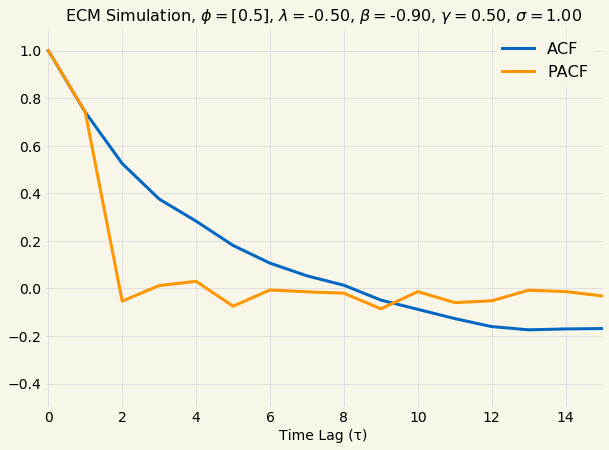 ECM Simulation, ϕ = [0.5], λ = -0.50, β = -0.90, γ = 0.50, σ = 1.00
ACF
PACF
1.0
0.8
0.6
0.4
0.2
0.0
−0.2
−0.4
0 2 4 6 8 10 12 14
Time Lag (τ)